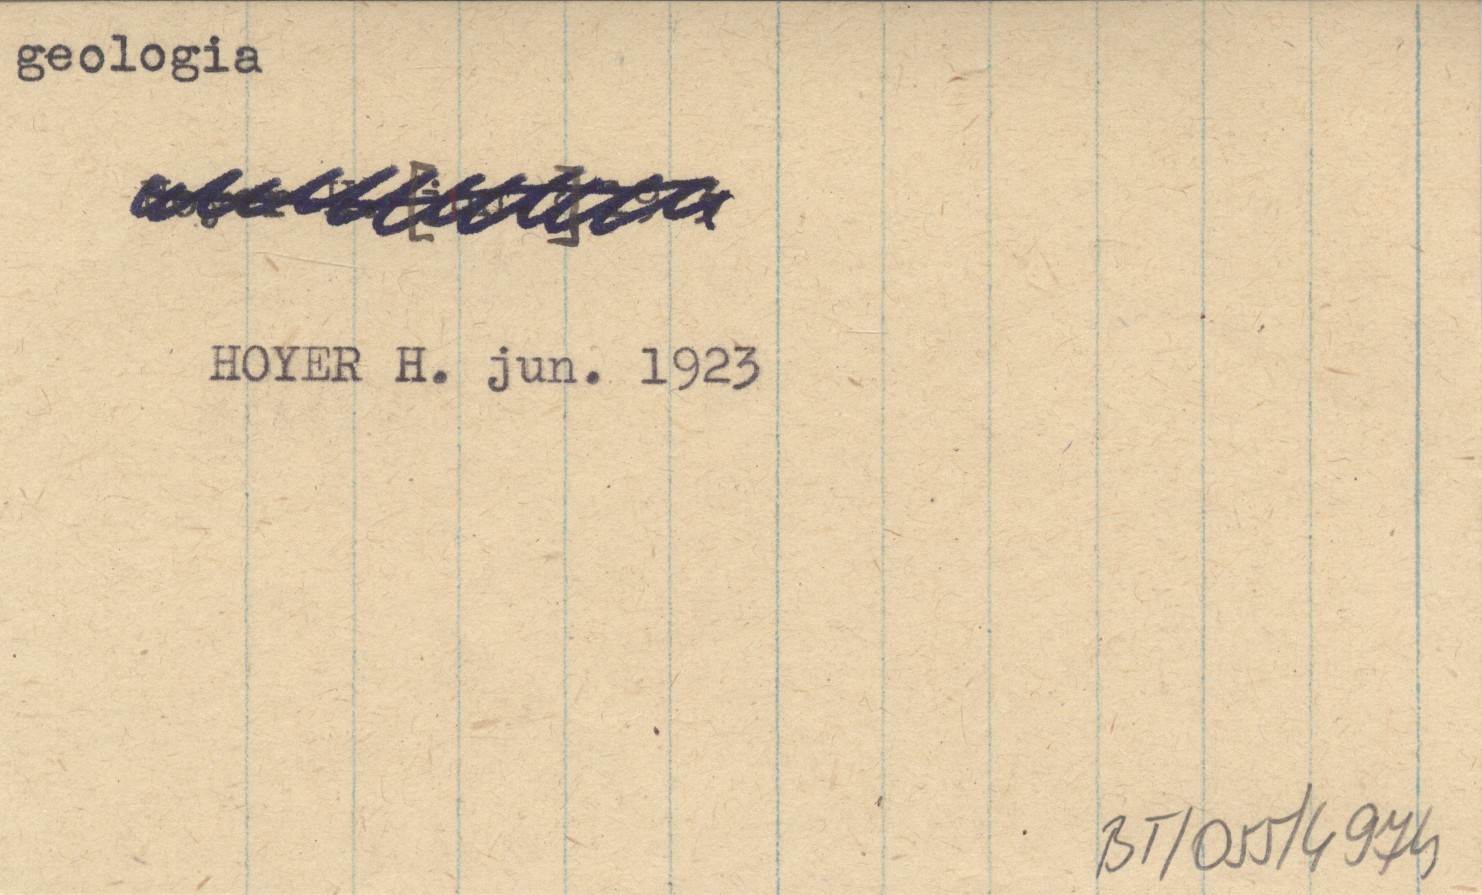 geologia
HOYER H. jun. 1923
BT/055/4974